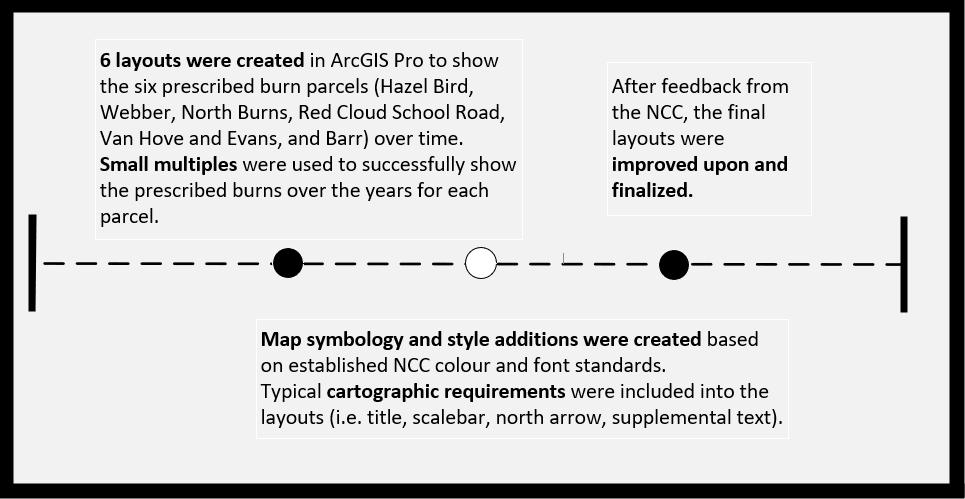 6 layouts were created in ArcGIS Pro to show
the six prescribed burn parcels (Hazel Bird,
Webber, North Burns, Red Cloud School Road,
Van Hove and Evans, and Barr) over time.
Small multiples were used to successfully show
the prescribed burns over the years for each
parcel.
Map symbology and style additions were created based
on established NCC colour and font standards.
Typical cartographic requirements were included into the
layouts (i.e. title, scalebar, north arrow, supplemental text).
After feedback from
the NCC, the final
layouts were
improved upon and
finalized.